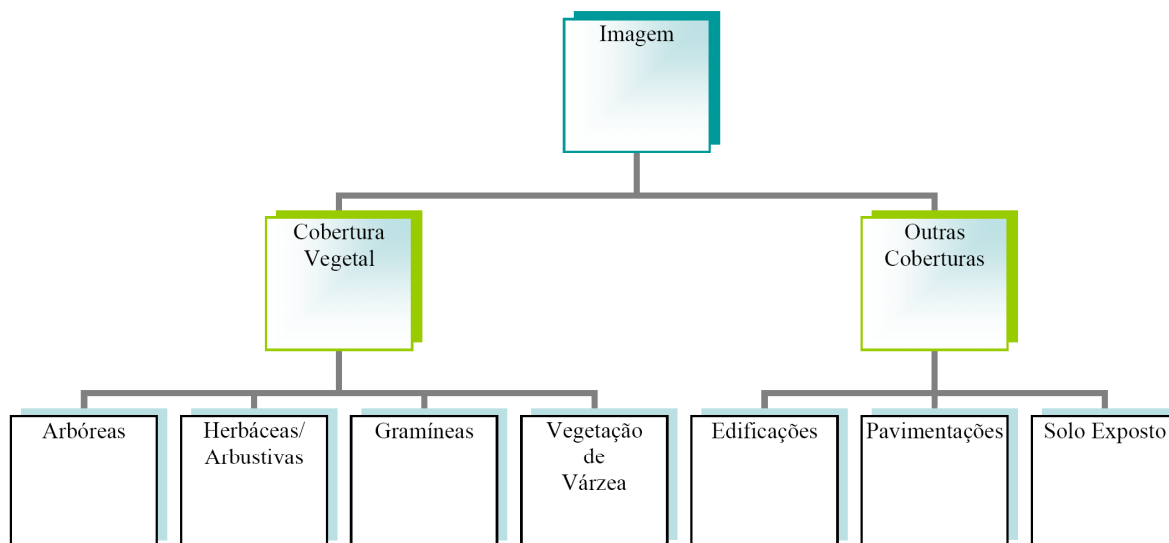 Imagem
Cobertura
Vegetal
Outras
Coberturas
Arbóreas
Herbáceas/
Arbustivas
Gramíneas
Vegetação
de
Várzea
Edificações
Pavimentações
Solo Exposto